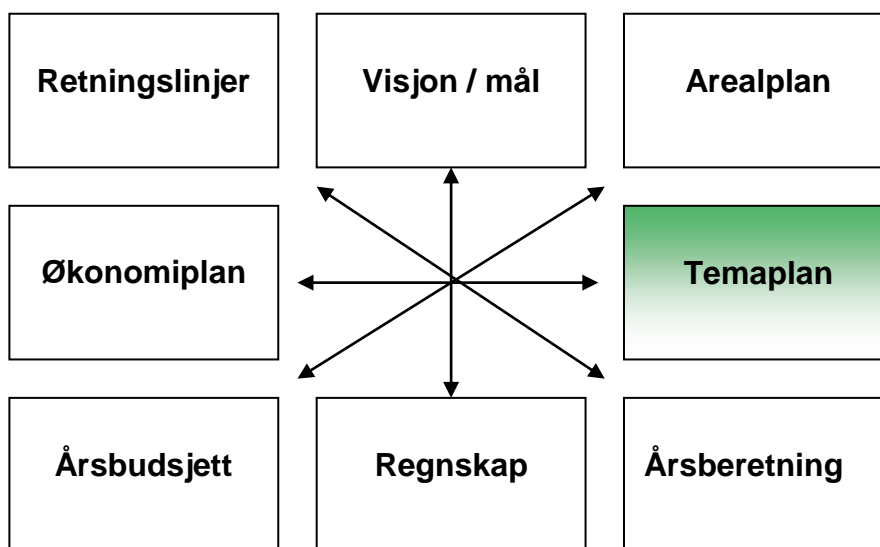 Retningslinjer
Visjon / mål
Arealplan
Økonomiplan
Temaplan
Årsbudsjett
Regnskap
Årsberetning